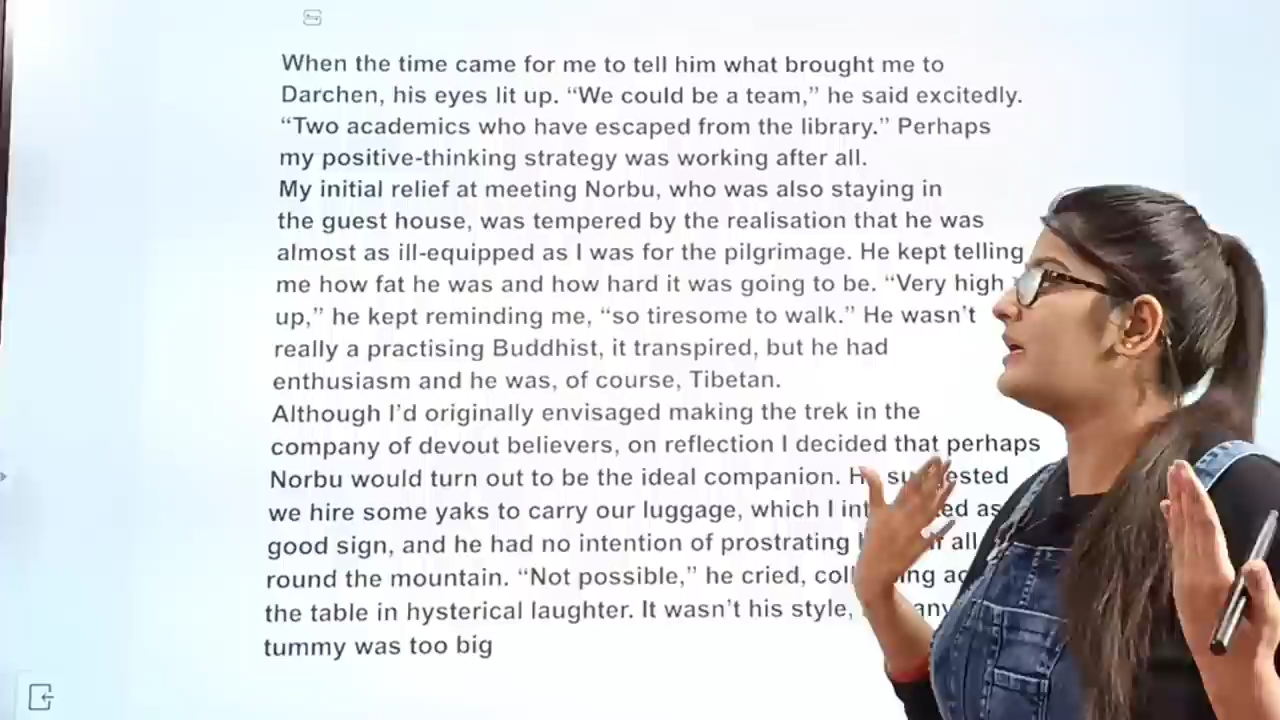 When the time came for me to tell him what brought me to
Darchen, his eyes lit up. “We could be a team,” he said excitedly.
“Two academics who have escaped from the library.” Perhaps
my positive-thinking strategy was working after all.
My initial relief at meeting Norbu, who was also staying in
the guest house, was tempered by the realisation that he was
almost as ill-equipped as I was for the pilgrimage. He kept telling
me how fat he was and how hard it was going to be. “Very high
up,” he kept reminding me, “so tiresome to walk.” He wasn’t
really a practising Buddhist, it transpired, but he had
enthusiasm and he was, of course, Tibetan.
Although I’d originally envisaged making the trek in the
company of devout believers, on reflection I decided that perhaps
Norbu would turn out to be the ideal companion. He suggested
we hire some yaks to carry our luggage, which I interpreted as
good sign, and he had no intention of prostrating all
round the mountain. “Not possible,” he cried,
the table in hysterical laughter. It wasn’t his style,
tummy was too big